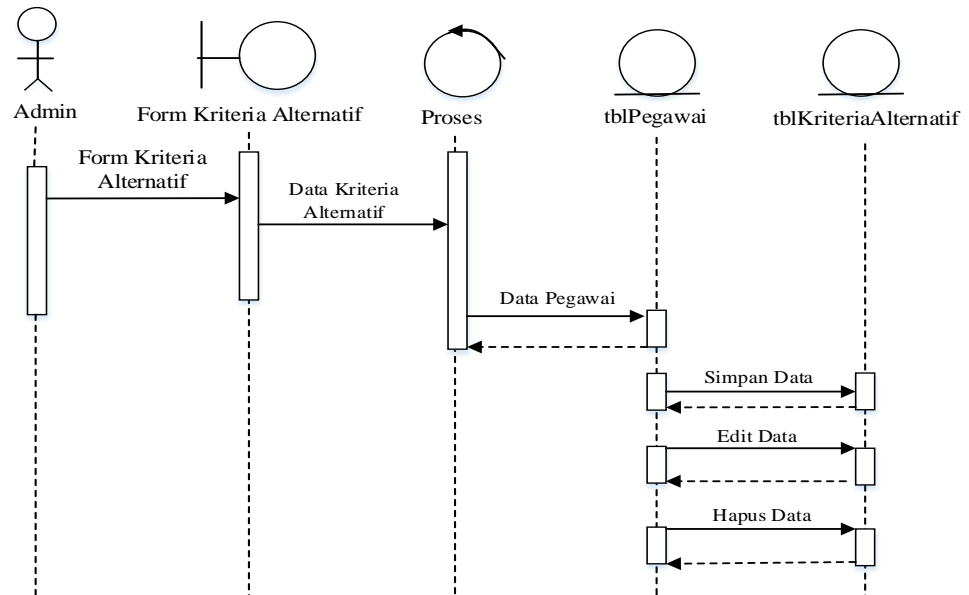 Admin
Form Kriteria Alternatif
Proses
tblPegawai
tblKriteriaAlternatif
Form Kriteria
Alternatif
Data Kriteria
Alternatif
Data Pegawai
Simpan Data
Edit Data
Hapus Data